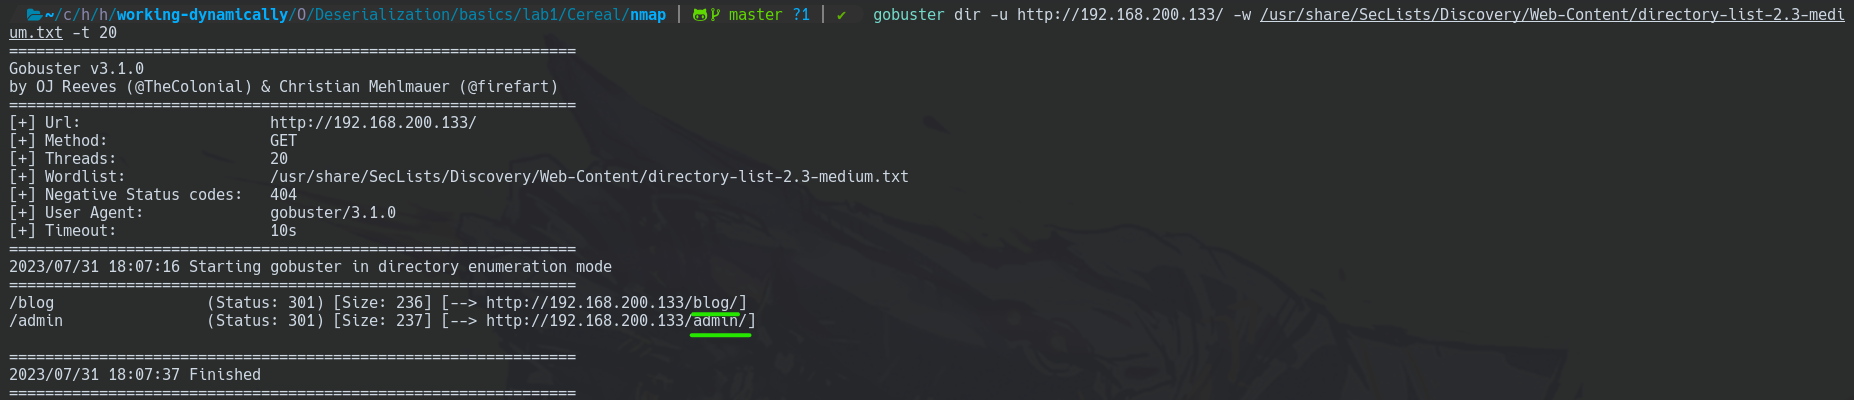 ~/c/h/h/working-dynamically/O/Deserialization/basics/lab1/Cereal/nmap | master ?1 | ✔ gobuster dir -u http://192.168.200.133/ -w /usr/share/SecLists/Discovery/Web-Content/directory-list-2.3-medi
um.txt -t 20
===============================================================
Gobuster v3.1.0
by OJ Reeves (@TheColonial) & Christian Mehlmauer (@firefart)
===============================================================
[+] Url:                     http://192.168.200.133/
[+] Method:                  GET
[+] Threads:                 20
[+] Wordlist:                /usr/share/SecLists/Discovery/Web-Content/directory-list-2.3-medium.txt
[+] Negative Status codes:   404
[+] User Agent:              gobuster/3.1.0
[+] Timeout:                 10s
===============================================================
2023/07/31 18:07:16 Starting gobuster in directory enumeration mode
===============================================================
/blog                 (Status: 301) [Size: 236] [--> http://192.168.200.133/blog/]
/admin                (Status: 301) [Size: 237] [--> http://192.168.200.133/admin/]
===============================================================
2023/07/31 18:07:37 Finished
===============================================================